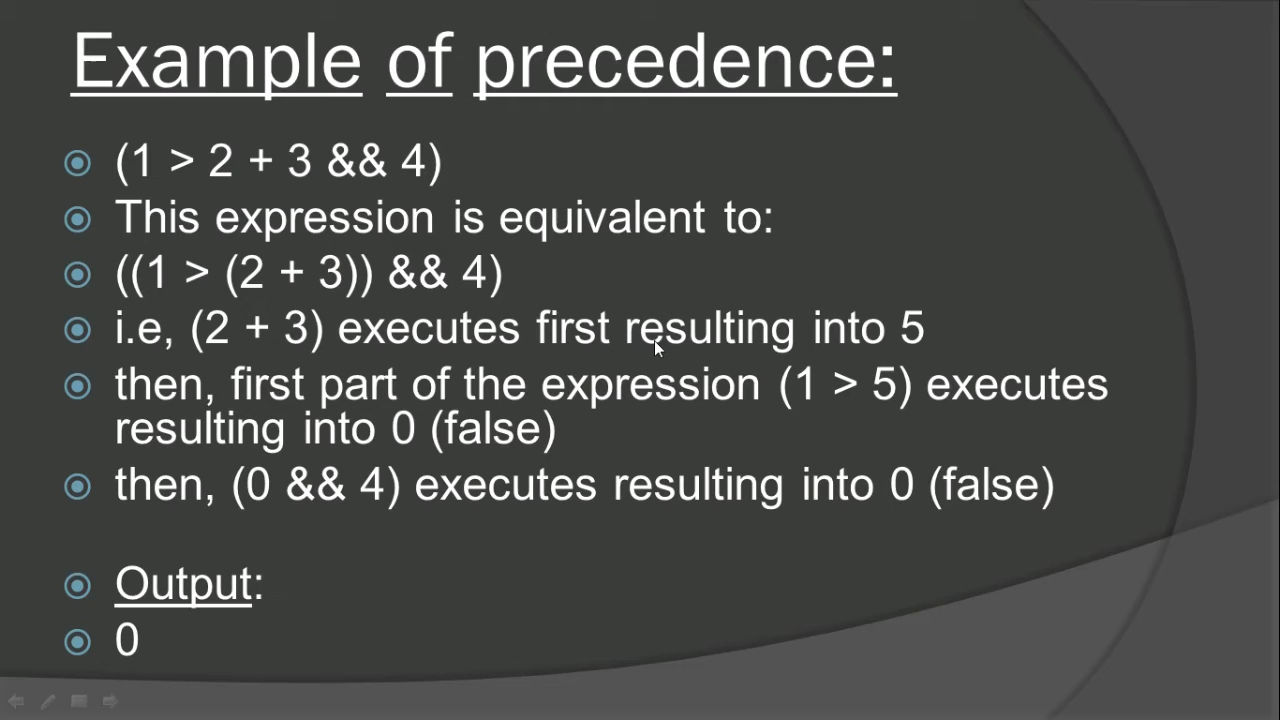 Example of precedence:
(1 > 2 + 3 && 4)
This expression is equivalent to:
((1 > (2 + 3)) && 4)
i.e, (2 + 3) executes first resulting into 5
then, first part of the expression (1 > 5) executes
resulting into 0 (false)
then, (0 && 4) executes resulting into 0 (false)
Output:
0